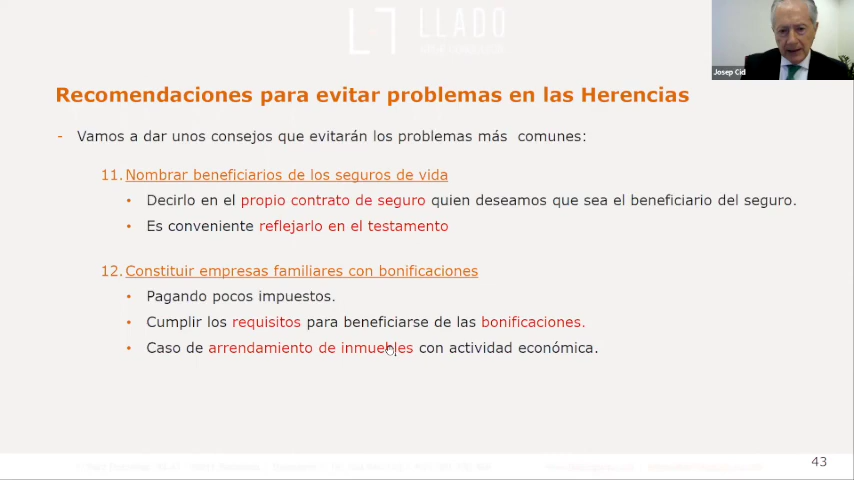 LLADO
Josep Cid
Recomendaciones para evitar problemas en las Herencias
- Vamos a dar unos consejos que evitarán los problemas más comunes:
11. Nombrar beneficiarios de los seguros de vida
• Decirlo en el propio contrato de seguro quien deseamos que sea el beneficiario del seguro.
• Es conveniente reflejarlo en el testamento
12. Constituir empresas familiares con bonificaciones
• Pagando pocos impuestos.
• Cumplir los requisitos para beneficiarse de las bonificaciones.
• Caso de arrendamiento de inmuebles con actividad económica.
43